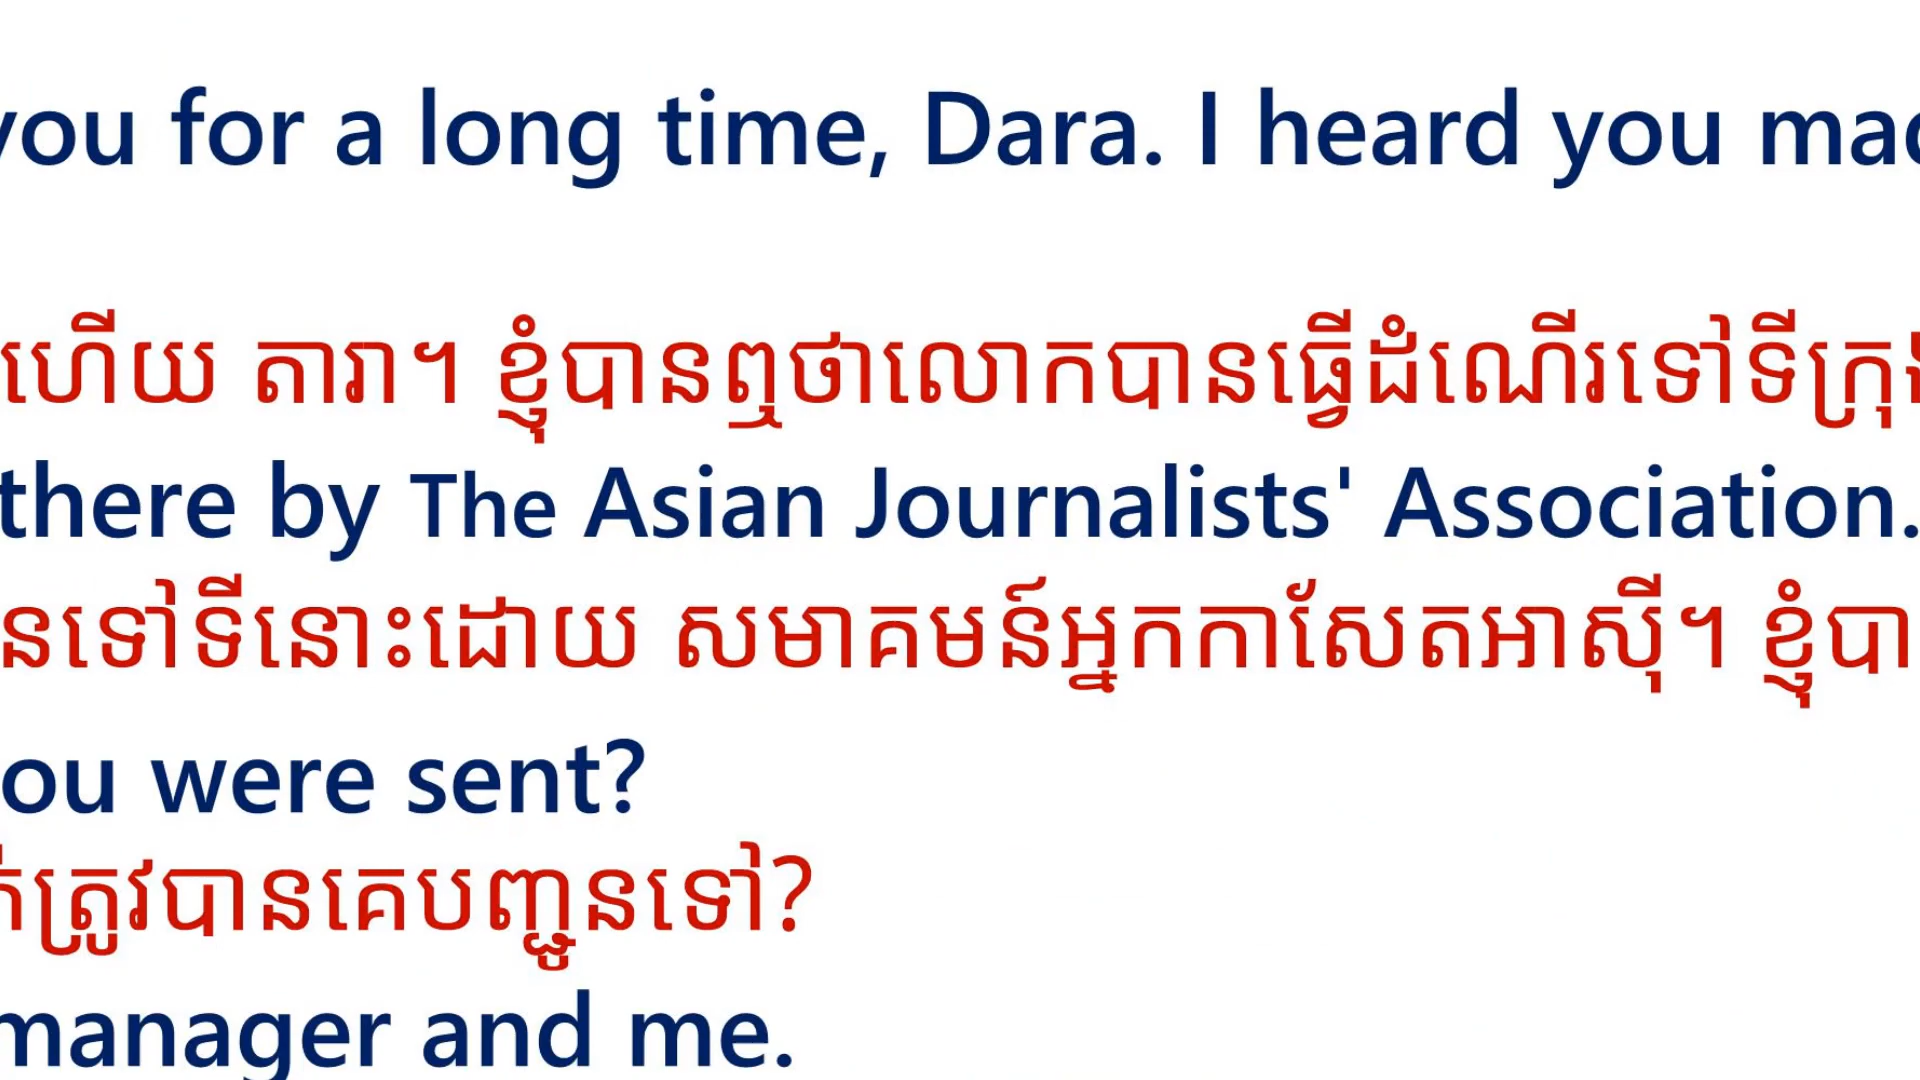 you for a long time, Dara. I heard you
ហើយ តារា។ ខ្ញុំបានឮថាលោកបានធ្វើដំណើរទៅទីក្រុង
there by The Asian Journalists' Association.
នទៅទីនោះដោយ សមាគមន៍អ្នកកាសែតអាស៊ី។ ខ្ញុំបា
ou were sent?
ត្រូវបានគេបញ្ជូនទៅ?
manager and me.